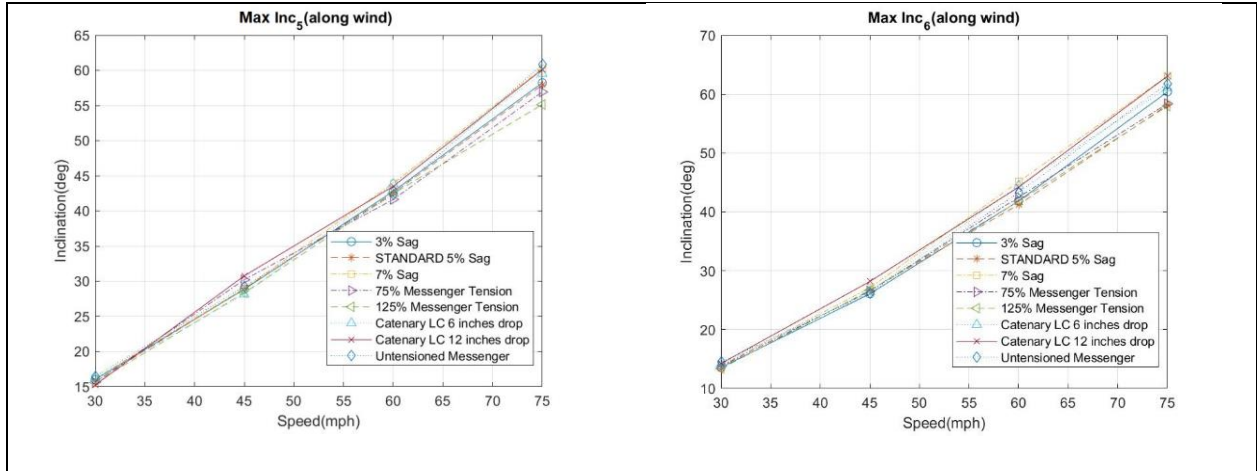 Max Inc5(along wind)
65
60
55
50
45
40
35
30
25
20
15
Inclination(deg)
3% Sag
STANDARD 5% Sag
7% Sag
75% Messenger Tension
125% Messenger Tension
Catenary LC 6 inches drop
Catenary LC 12 inches drop
Untensioned Messenger
30 35 40 45 50 55 60 65 70 75
Speed(mph)
Max Inc6(along wind)
70
60
50
40
30
20
10
Inclination(deg)
3% Sag
STANDARD 5% Sag
7% Sag
75% Messenger Tension
125% Messenger Tension
Catenary LC 6 inches drop
Catenary LC 12 inches drop
Untensioned Messenger
30 35 40 45 50 55 60 65 70 75
Speed(mph)